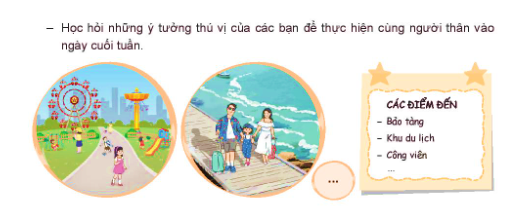 – Học hỏi những ý tưởng thú vị của các bạn để thực hiện cùng người thân vào
ngày cuối tuần.
...
CÁC ĐIỂM ĐẾN
– Bảo tàng
– Khu du lịch
– Công viên
...